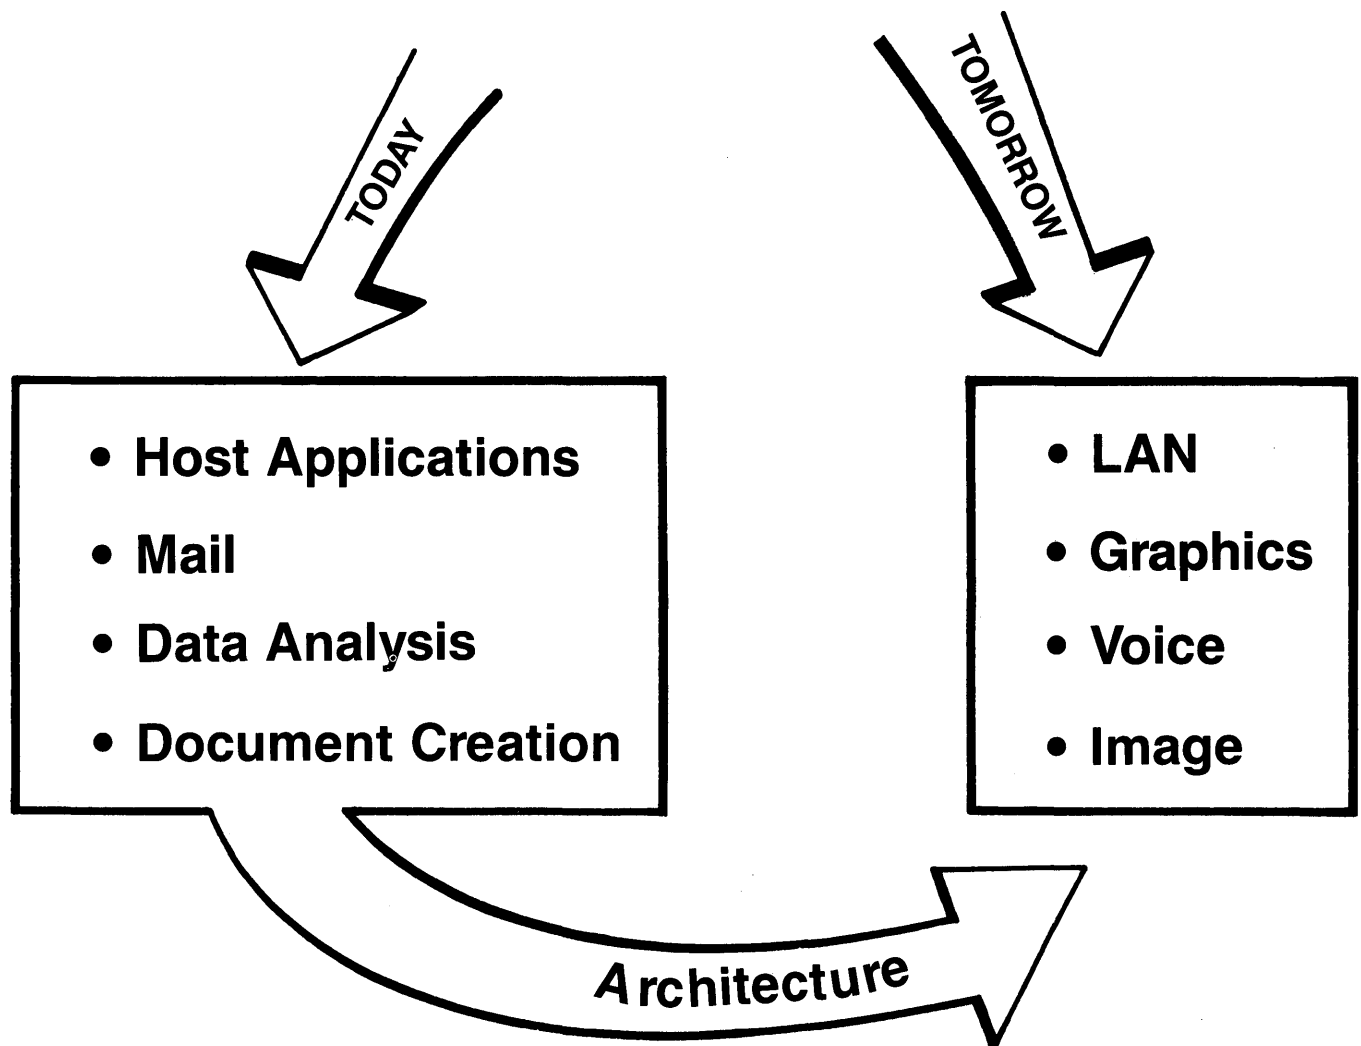 TODAY
TOMORROW
• Host Applications
• Mail
• Data Analysis
• Document Creation
• LAN
• Graphics
• Voice
• Image
Architecture